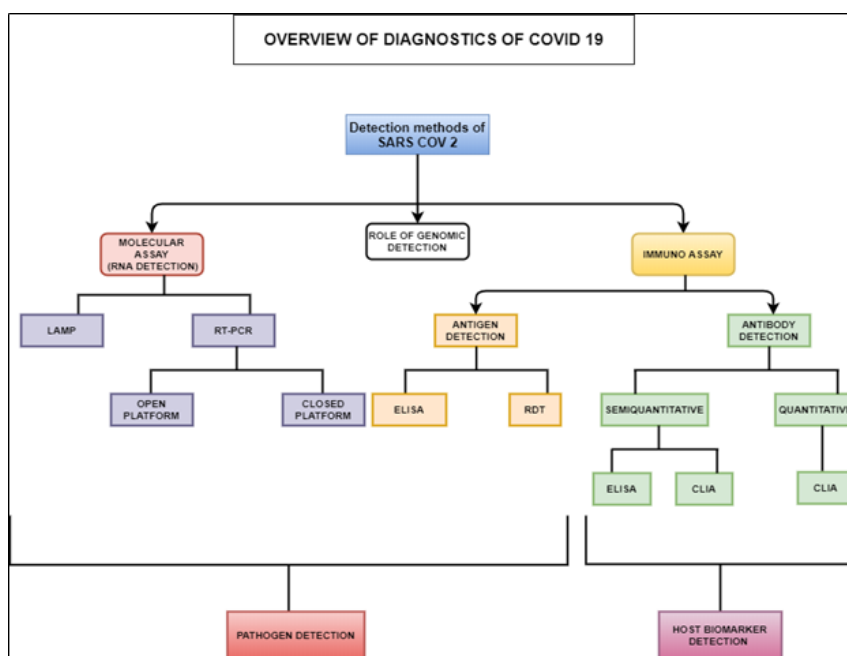 OVERVIEW OF DIAGNOSTICS OF COVID 19
Detection methods of
SARS COV 2
MOLECULAR
ASSAY
(RNA DETECTION)
ROLE OF GENOMIC
DETECTION
IMMUNO ASSAY
LAMP
RT-PCR
ANTIGEN
DETECTION
ANTIBODY
DETECTION
OPEN
PLATFORM
CLOSED
PLATFORM
ELISA
RDT
SEMIQUANTITATIVE
QUANTITATIVE
ELISA
CLIA
CLIA
PATHOGEN DETECTION
HOST BIOMARKER
DETECTION